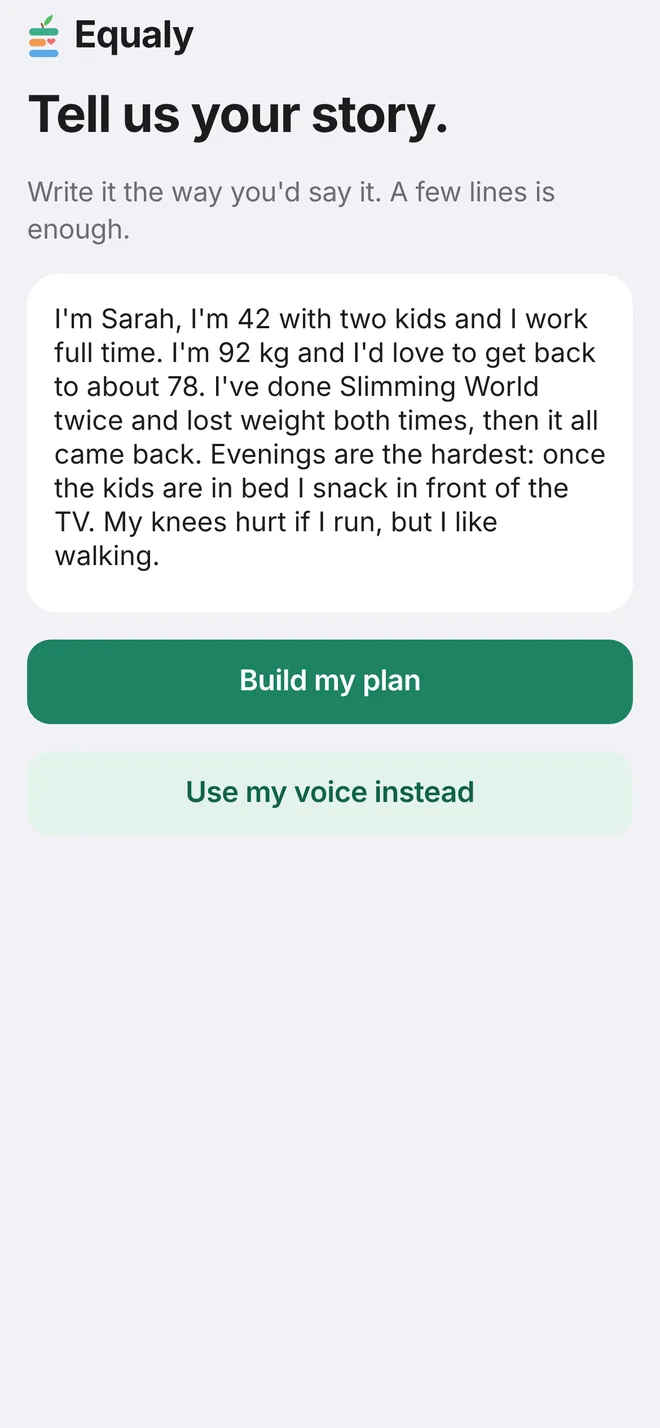 Equaly
Tell us your story.
Write it the way you'd say it. A few lines is
enough.
I'm Sarah, I'm 42 with two kids and I work
full time. I'm 92 kg and I'd love to get back
to about 78. I've done Slimming World
twice and lost weight both times, then it all
came back. Evenings are the hardest: once
the kids are in bed I snack in front of the
TV. My knees hurt if I run, but I like
walking.
Build my plan
Use my voice instead